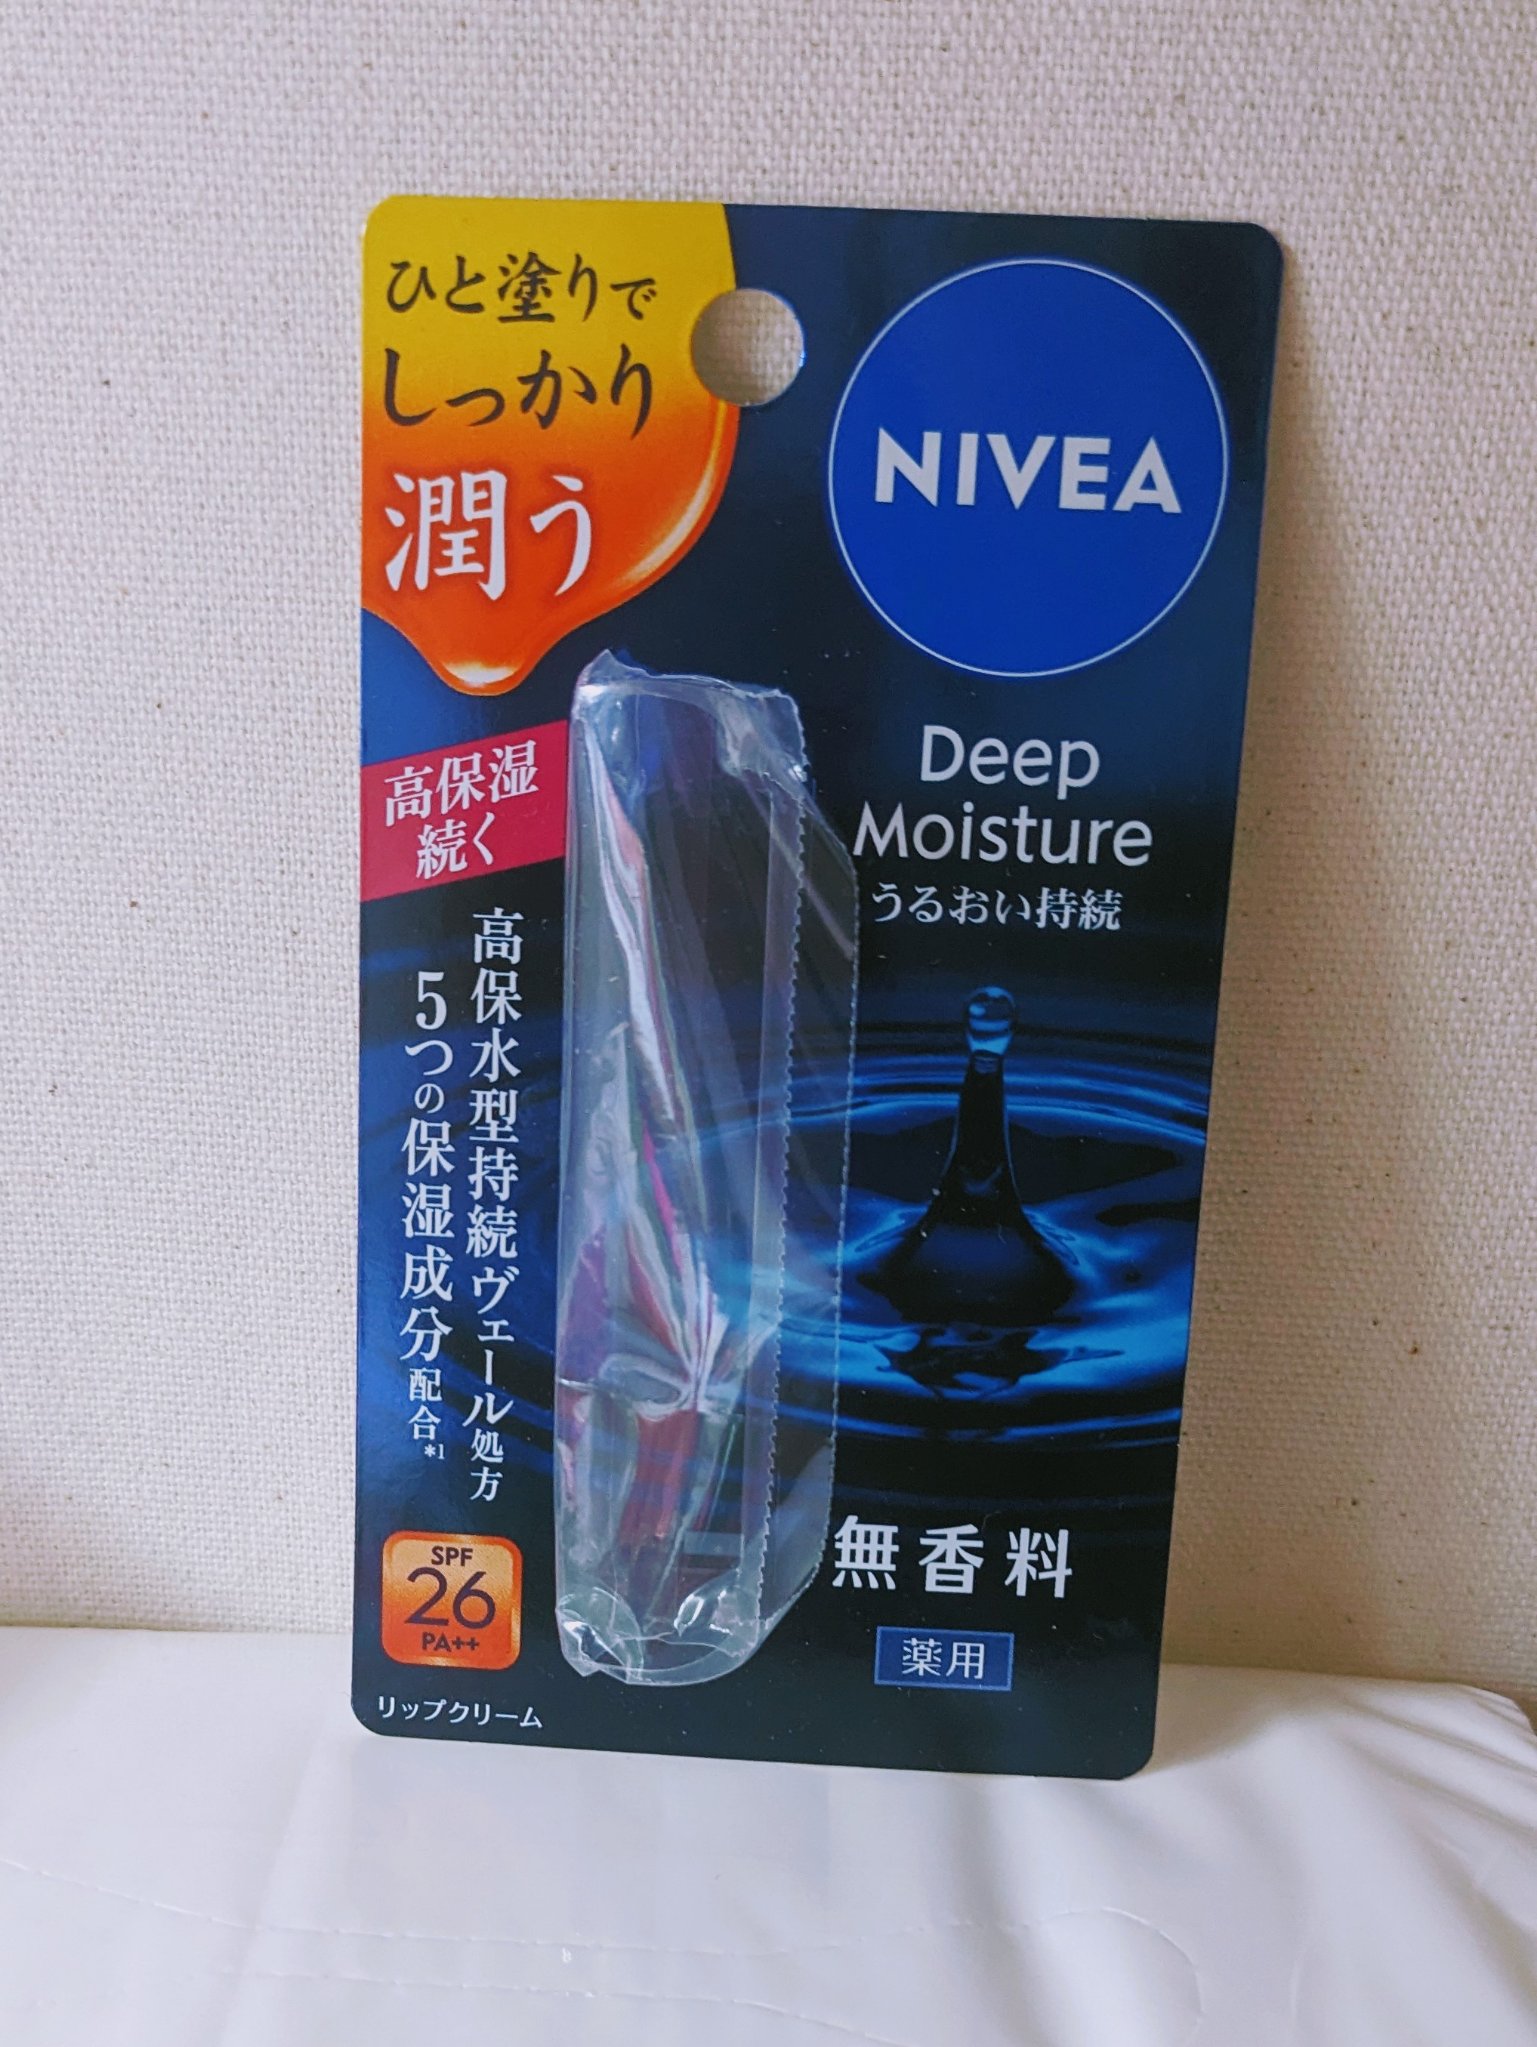 ひと塗りで
しっかり
潤う
NIVEA
Deep
Moisture
うるおい持続
高保湿
続く
高保水型持続ヴェール処方
5つの保湿成分配合*1
SPF
26
PA++
リップクリーム
無香料
薬用